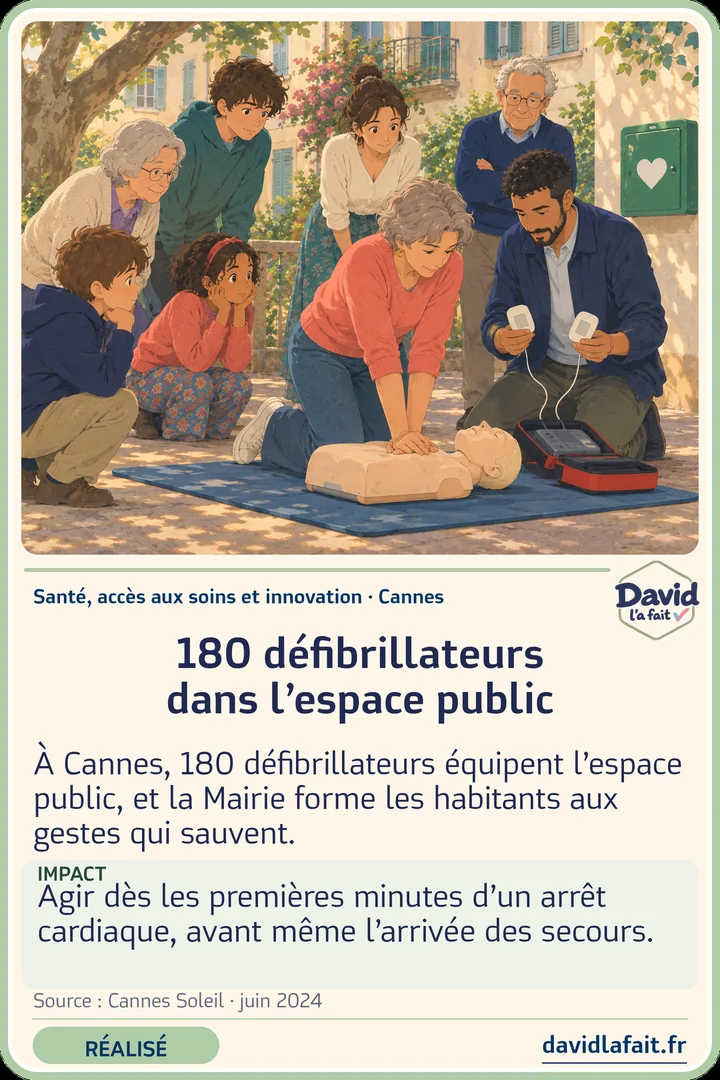 Santé, accès aux soins et innovation · Cannes
David
l’a fait
180 défibrillateurs
dans l’espace public
À Cannes, 180 défibrillateurs équipent l’espace
public, et la Mairie forme les habitants aux
gestes qui sauvent.
IMPACT
Agir dès les premières minutes d’un arrêt
cardiaque, avant même l’arrivée des secours.
Source : Cannes Soleil · juin 2024
RÉALISÉ
davidlafait.fr